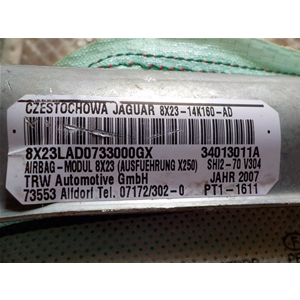 CZESTOCHOWA JAGUAR 8X23-14K16D-AD
8X23LAD0733000GX 34013011A
AIRBAG-MODUL 8X23 (AUSFUEHRUNG X250) SHI2-70 V304
TRW Automotive GmbH JAHR 2007
73553 Alfdorf Tel. 07172/302-0 PT1-1611